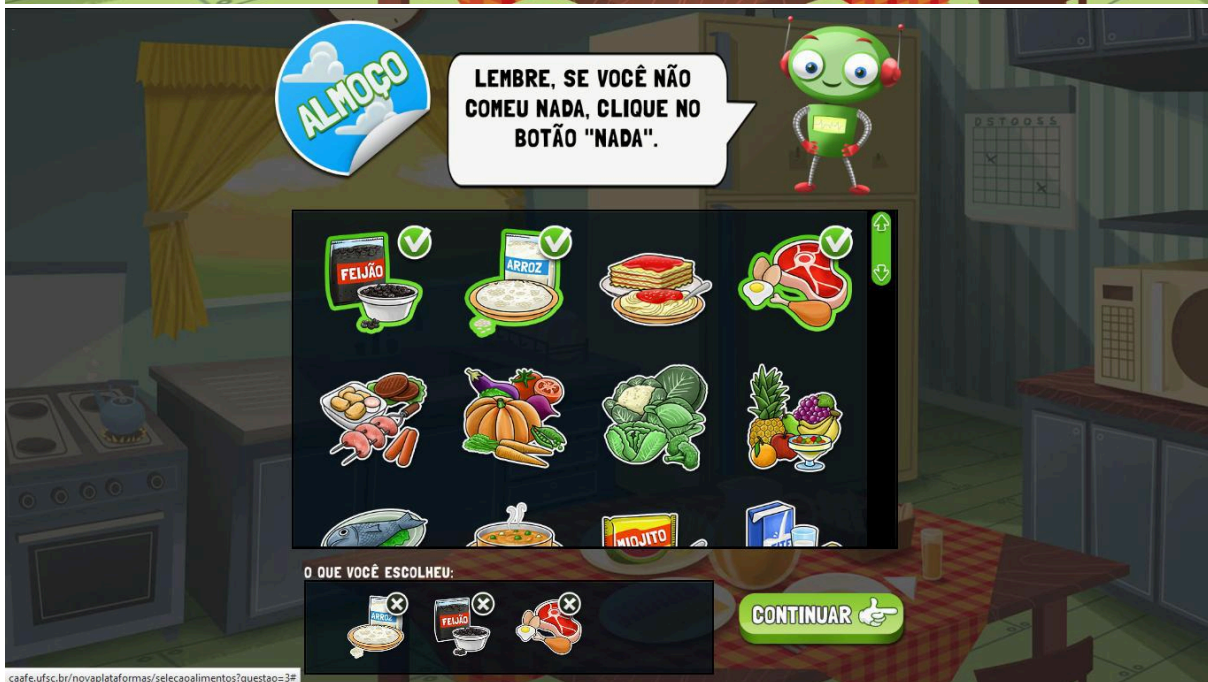 ALMOÇO
LEMBRE, SE VOCÊ NÃO
COMEU NADA, CLIQUE NO
BOTÃO "NADA".
D S T Q Q S S
FEIJÃO
ARROZ
MIOJITO
O QUE VOCÊ ESCOLHEU:
ARROZ
FEIJÃO
CONTINUAR
caafe.ufsc.br/novaplataformas/selecaoalimentos?questao=3#